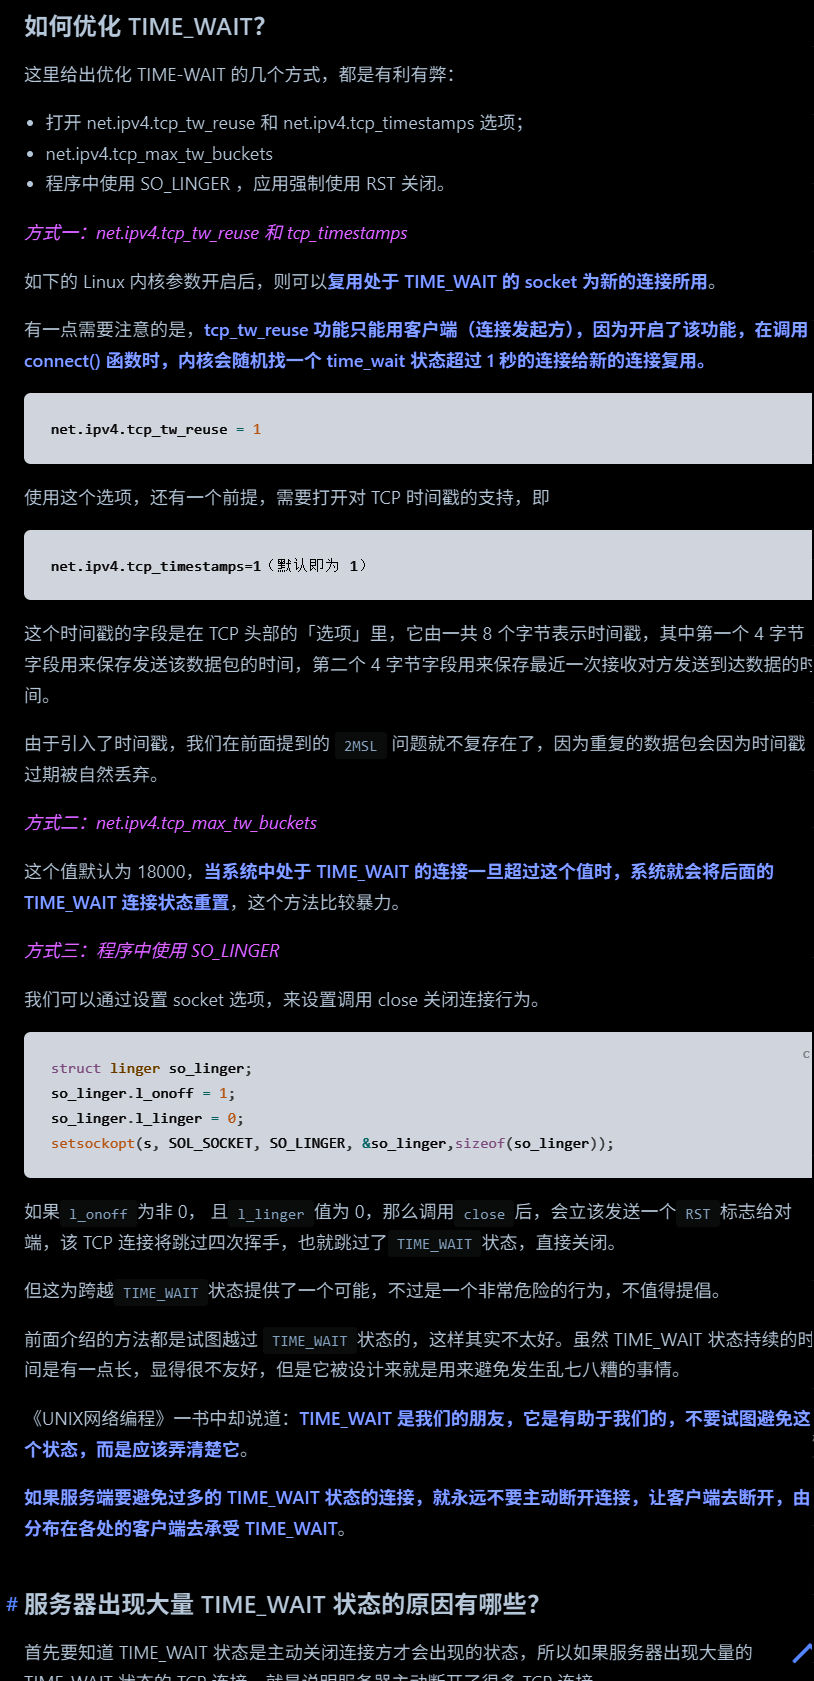 如何优化 TIME_WAIT？
这里给出优化 TIME-WAIT 的几个方式，都是有利有弊：
• 打开 net.ipv4.tcp_tw_reuse 和 net.ipv4.tcp_timestamps 选项；
• net.ipv4.tcp_max_tw_buckets
• 程序中使用 SO_LINGER ，应用强制使用 RST 关闭。
方式一：net.ipv4.tcp_tw_reuse 和 tcp_timestamps
如下的 Linux 内核参数开启后，则可以复用处于 TIME_WAIT 的 socket 为新的连接所用。
有一点需要注意的是，tcp_tw_reuse 功能只能用客户端（连接发起方），因为开启了该功能，在调用
connect() 函数时，内核会随机找一个 time_wait 状态超过 1 秒的连接给新的连接复用。
net.ipv4.tcp_tw_reuse = 1
使用这个选项，还有一个前提，需要打开对 TCP 时间戳的支持，即
net.ipv4.tcp_timestamps=1（默认即为 1）
这个时间戳的字段是在 TCP 头部的「选项」里，它由一共 8 个字节表示时间戳，其中第一个 4 字节
字段用来保存发送该数据包的时间，第二个 4 字节字段用来保存最近一次接收对方发送到达数据的时
间。
由于引入了时间戳，我们在前面提到的 2MSL 问题就不复存在了，因为重复的数据包会因为时间戳
过期被自然丢弃。
方式二：net.ipv4.tcp_max_tw_buckets
这个值默认为 18000，当系统中处于 TIME_WAIT 的连接一旦超过这个值时，系统就会将后面的
TIME_WAIT 连接状态重置，这个方法比较暴力。
方式三：程序中使用 SO_LINGER
我们可以通过设置 socket 选项，来设置调用 close 关闭连接行为。
c
struct linger so_linger;
so_linger.l_onoff = 1;
so_linger.l_linger = 0;
setsockopt(s, SOL_SOCKET, SO_LINGER, &so_linger,sizeof(so_linger));
如果 l_onoff 为非 0， 且 l_linger 值为 0，那么调用 close 后，会立该发送一个 RST 标志给对
端，该 TCP 连接将跳过四次挥手，也就跳过了 TIME_WAIT 状态，直接关闭。
但这为跨越 TIME_WAIT 状态提供了一个可能，不过是一个非常危险的行为，不值得提倡。
前面介绍的方法都是试图越过 TIME_WAIT 状态的，这样其实不太好。虽然 TIME_WAIT 状态持续的时
间是有一点长，显得很不友好，但是它被设计来就是用来避免发生乱七八糟的事情。
《UNIX网络编程》一书中却说道：TIME_WAIT 是我们的朋友，它是有助于我们的，不要试图避免这
个状态，而是应该弄清楚它。
如果服务端要避免过多的 TIME_WAIT 状态的连接，就永远不要主动断开连接，让客户端去断开，由
分布在各处的客户端去承受 TIME_WAIT。
# 服务器出现大量 TIME_WAIT 状态的原因有哪些？
首先要知道 TIME_WAIT 状态是主动关闭连接方才会出现的状态，所以如果服务器出现大量的
TIME_WAIT 状态的 TCP 连接，就是说明服务器主动断开了很多 TCP 连接